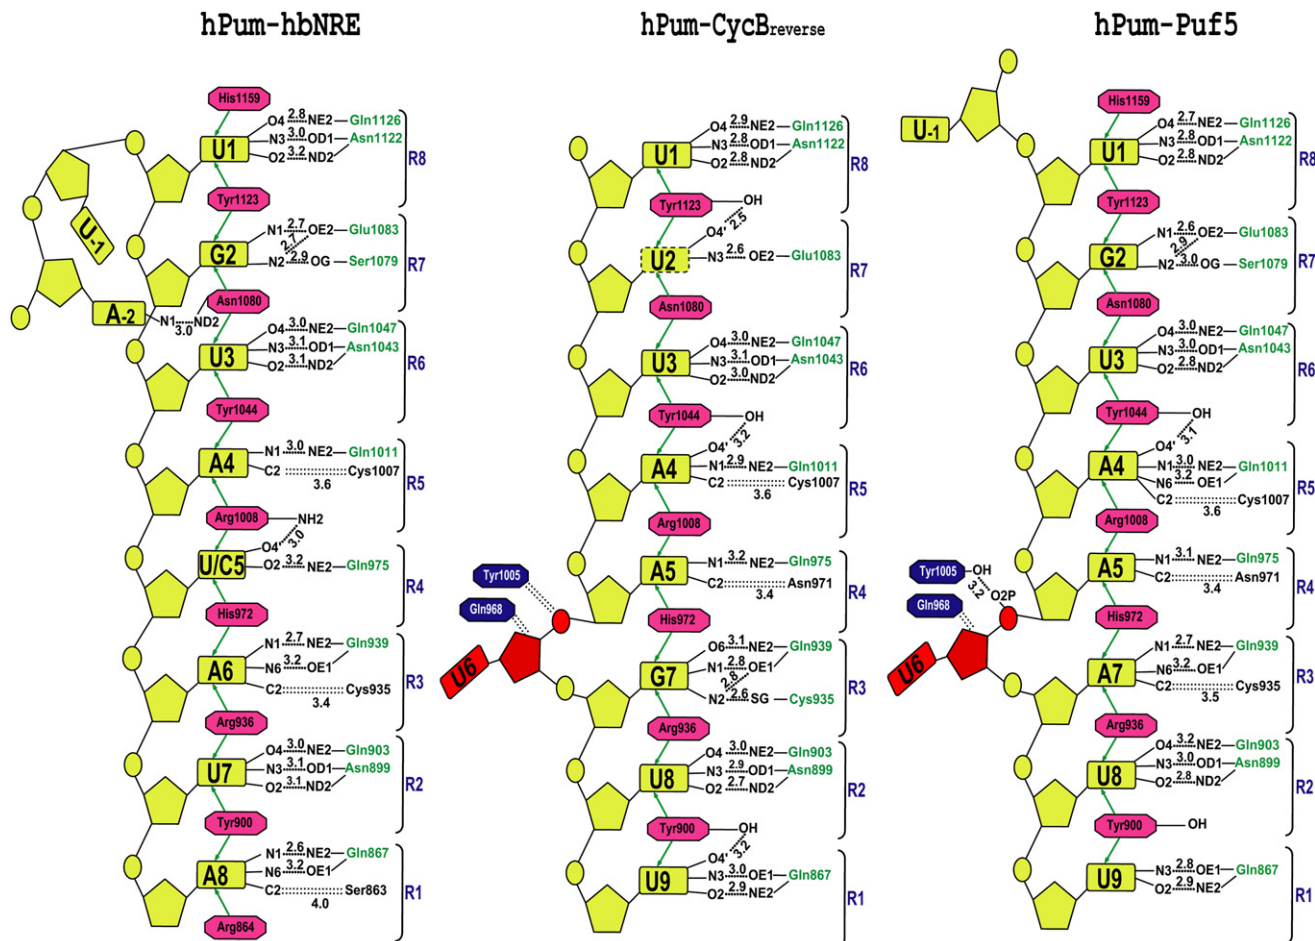 hPum-hbNRE
His1159
U1
O4 2.8 NE2 Gln1126
N3 3.0 OD1 Asn1122
O2 3.2 ND2
R8
Tyr1123
U-1
G2
N1 2.7 OE2 Glu1083
2.7
N2 2.9 OG Ser1079
R7
A-2
N1 3.0 ND2
Asn1080
U3
O4 3.0 NE2 Gln1047
N3 3.1 OD1 Asn1043
O2 3.1 ND2
R6
Tyr1044
A4
N1 3.0 NE2 Gln1011
C2 3.6 Cys1007
R5
Arg1008
NH2
3.0
U/C5
O4'
O2 3.2 NE2 Gln975
R4
His972
A6
N1 2.7 NE2 Gln939
N6 3.2 OE1
C2 3.4 Cys935
R3
Arg936
U7
O4 3.0 NE2 Gln903
N3 3.1 OD1 Asn899
O2 3.1 ND2
R2
Tyr900
A8
N1 2.6 NE2 Gln867
N6 3.2 OE1
C2 4.0 Ser863
R1
Arg864
hPum-CycBreverse
U1
O4 2.9 NE2 Gln1126
N3 2.8 OD1 Asn1122
O2 2.8 ND2
R8
Tyr1123
OH
2.5
O4'
U2
N3 2.6 OE2 Glu1083
R7
Asn1080
U3
O4 3.0 NE2 Gln1047
N3 3.1 OD1 Asn1043
O2 3.0 ND2
R6
Tyr1044
OH
3.2
O4'
A4
N1 2.9 NE2 Gln1011
C2 3.6 Cys1007
R5
Arg1008
A5
N1 3.2 NE2 Gln975
C2 3.4 Asn971
R4
Tyr1005
Gln968
U6
His972
G7
O6 3.1 NE2 Gln939
N1 2.8 OE1
2.8
N2 2.6 SG Cys935
R3
Arg936
U8
O4 3.0 NE2 Gln903
N3 2.9 OD1 Asn899
O2 2.7 ND2
R2
Tyr900
OH
3.2
O4'
U9
N3 3.0 OE1 Gln867
O2 2.9 NE2
R1
hPum-Puf5
U-1
His1159
U1
O4 2.7 NE2 Gln1126
N3 2.8 OD1 Asn1122
O2 2.8 ND2
R8
Tyr1123
G2
N1 2.6 OE2 Glu1083
2.9
N2 3.0 OG Ser1079
R7
Asn1080
U3
O4 3.0 NE2 Gln1047
N3 3.0 OD1 Asn1043
O2 2.8 ND2
R6
Tyr1044
OH
3.1
O4'
A4
N1 3.0 NE2 Gln1011
N6 3.2 OE1
C2 3.6 Cys1007
R5
Arg1008
A5
N1 3.1 NE2 Gln975
C2 3.4 Asn971
R4
Tyr1005
OH
3.2
O2P
Gln968
U6
His972
A7
N1 2.7 NE2 Gln939
N6 3.2 OE1
C2 3.5 Cys935
R3
Arg936
U8
O4 3.2 NE2 Gln903
N3 3.0 OD1 Asn899
O2 2.8 ND2
R2
Tyr900
OH
U9
N3 2.8 OE1 Gln867
O2 2.9 NE2
R1